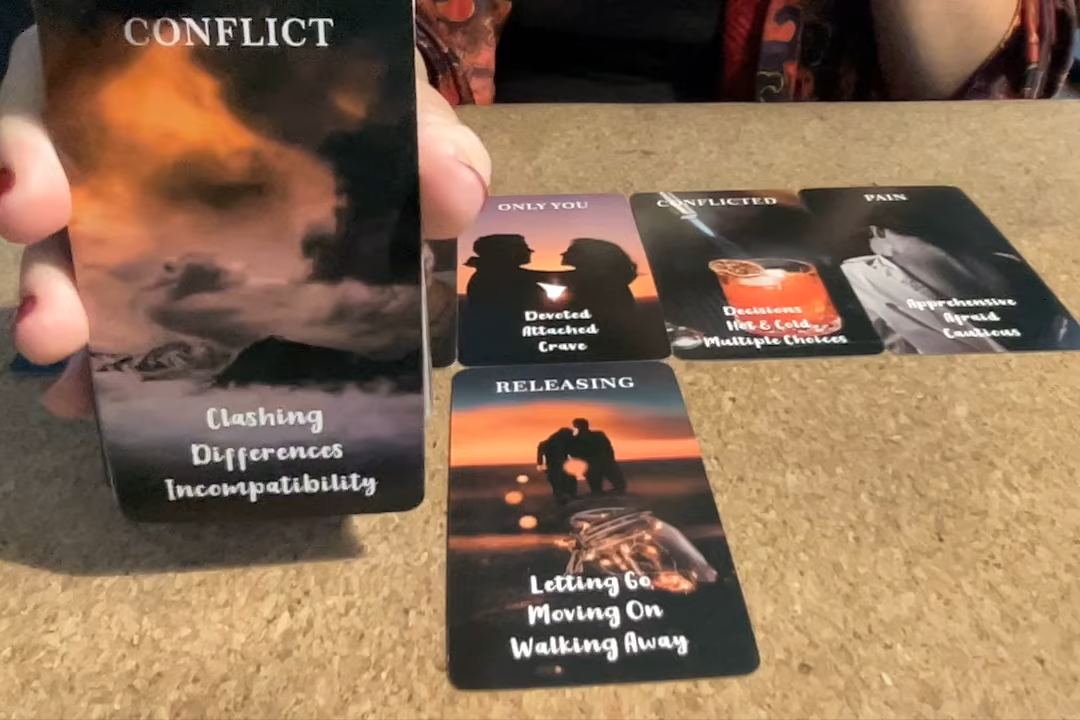 CONFLICT
Clashing
Differences
Incompatibility
ONLY YOU
Devoted
Attached
Crave
CONFLICTED
Decisions
Hot & Cold
Multiple Choices
PAIN
Apprehensive
Afraid
Cautious
RELEASING
Letting Go
Moving On
Walking Away